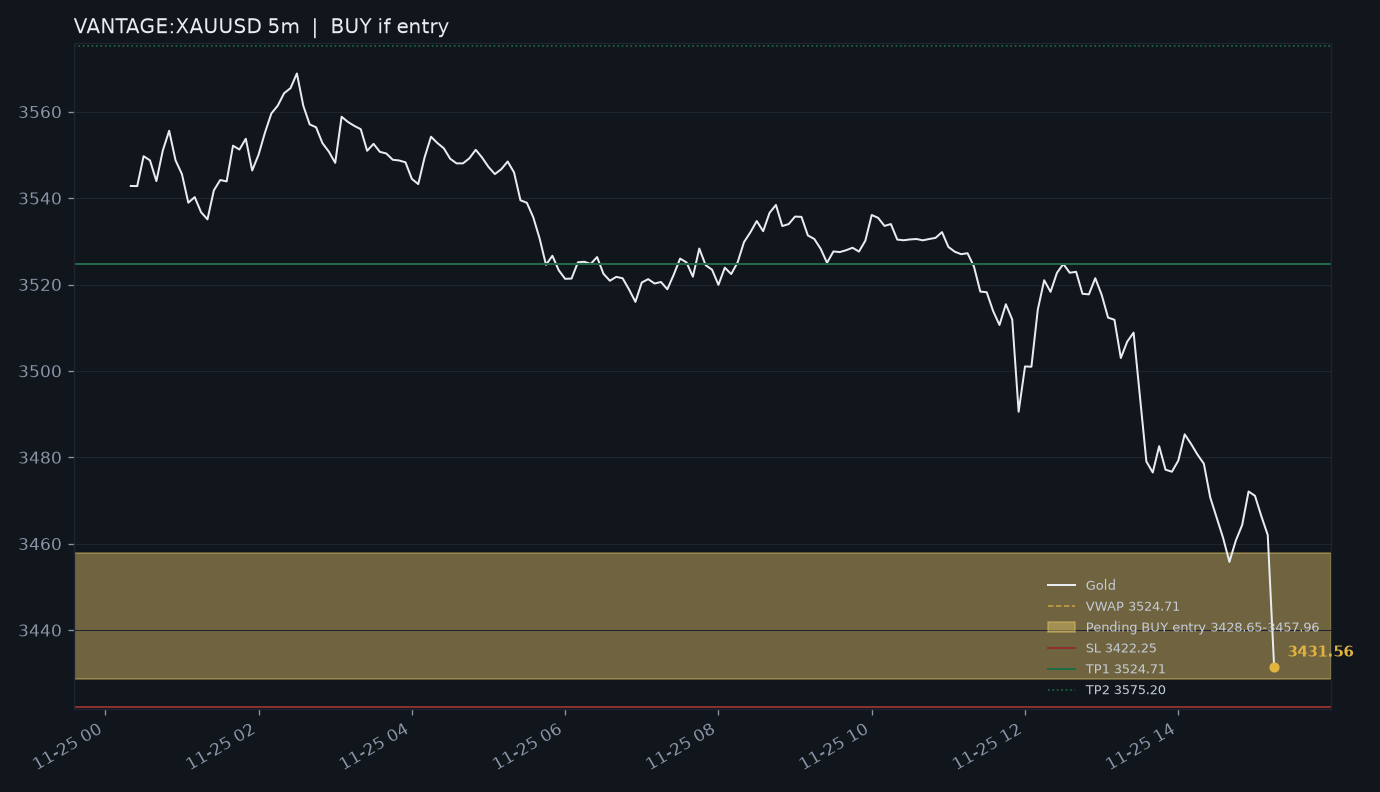 VANTAGE:XAUUSD 5m | BUY if entry
3560
3540
3520
3500
3480
3460
3440
Gold
VWAP 3524.71
Pending BUY entry 3428.65-3457.96
SL 3422.25
TP1 3524.71
TP2 3575.20
3431.56
11-25 00
11-25 02
11-25 04
11-25 06
11-25 08
11-25 10
11-25 12
11-25 14